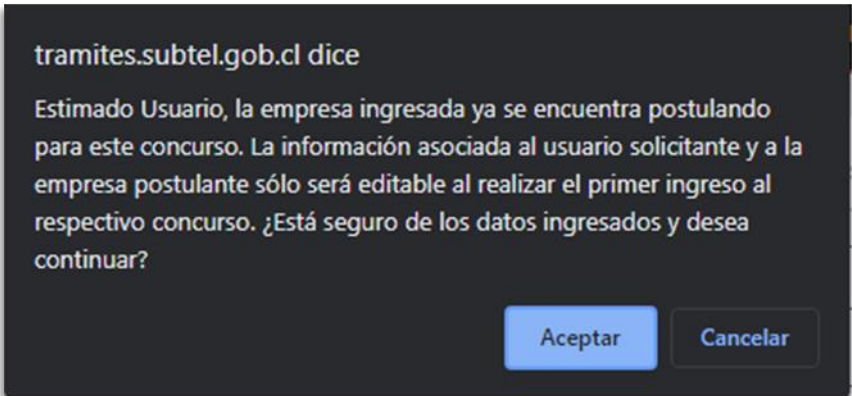 tramites.subtel.gob.cl dice
Estimado Usuario, la empresa ingresada ya se encuentra postulando
para este concurso. La información asociada al usuario solicitante y a la
empresa postulante sólo será editable al realizar el primer ingreso al
respectivo concurso. ¿Está seguro de los datos ingresados y desea
continuar?
Aceptar
Cancelar